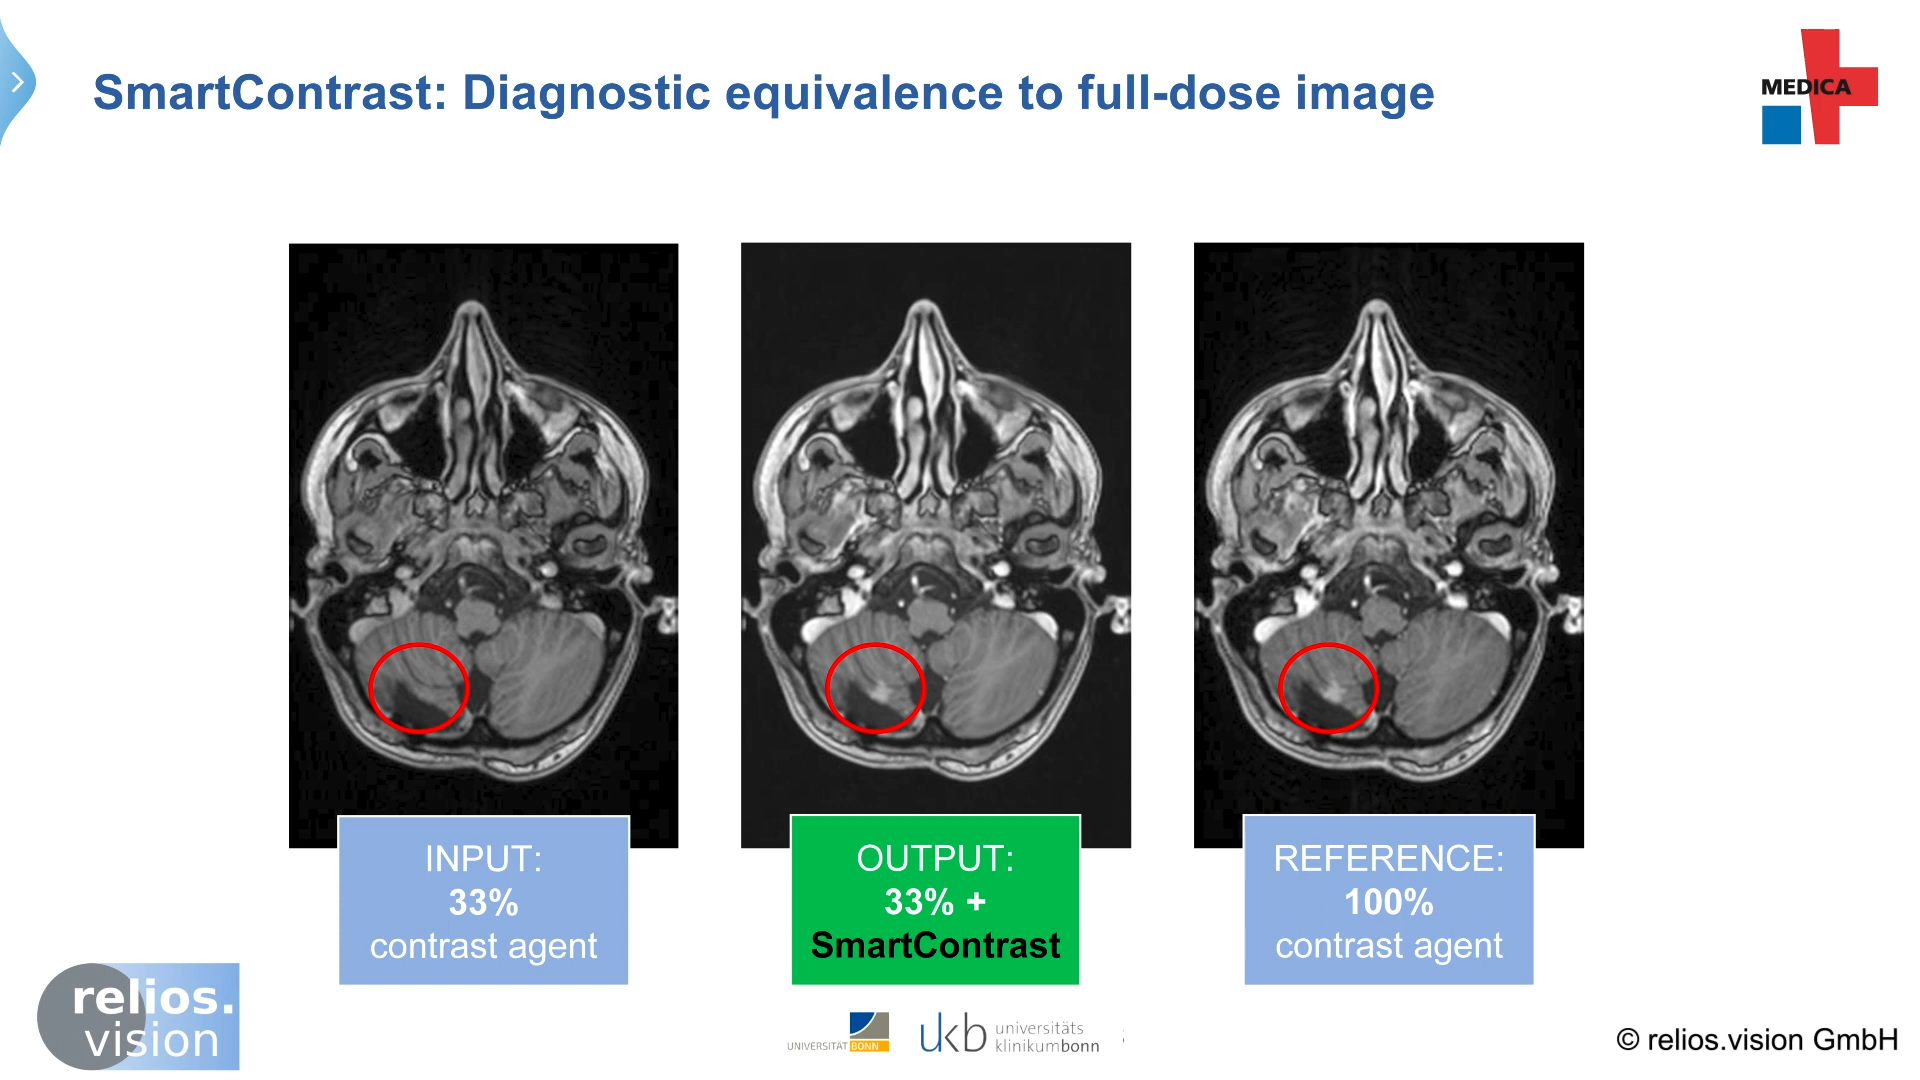 SmartContrast: Diagnostic equivalence to full-dose image
MEDICA
INPUT:
33%
contrast agent
OUTPUT:
33% +
SmartContrast
REFERENCE:
100%
contrast agent
relios.
vision
UNIVERSITÄT BONN
ukb universitäts
klinikumbonn
© relios.vision GmbH